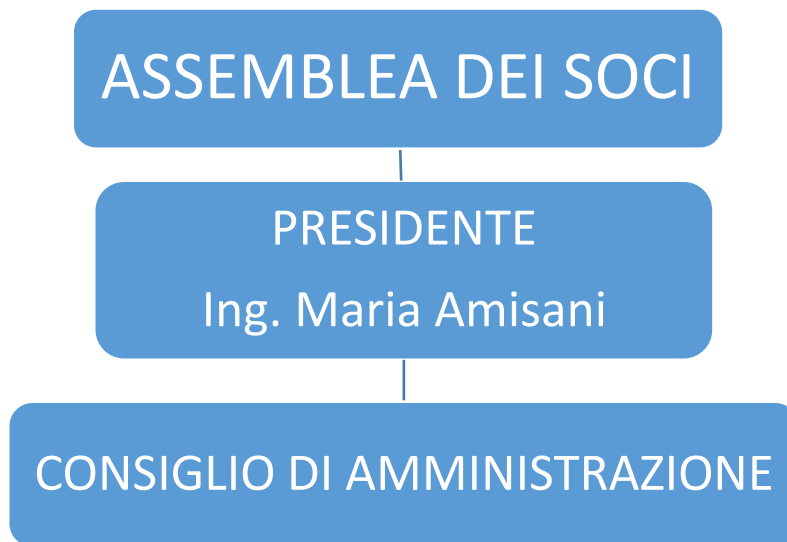 ASSEMBLEA DEI SOCI
PRESIDENTE
Ing. Maria Amisani
CONSIGLIO DI AMMINISTRAZIONE